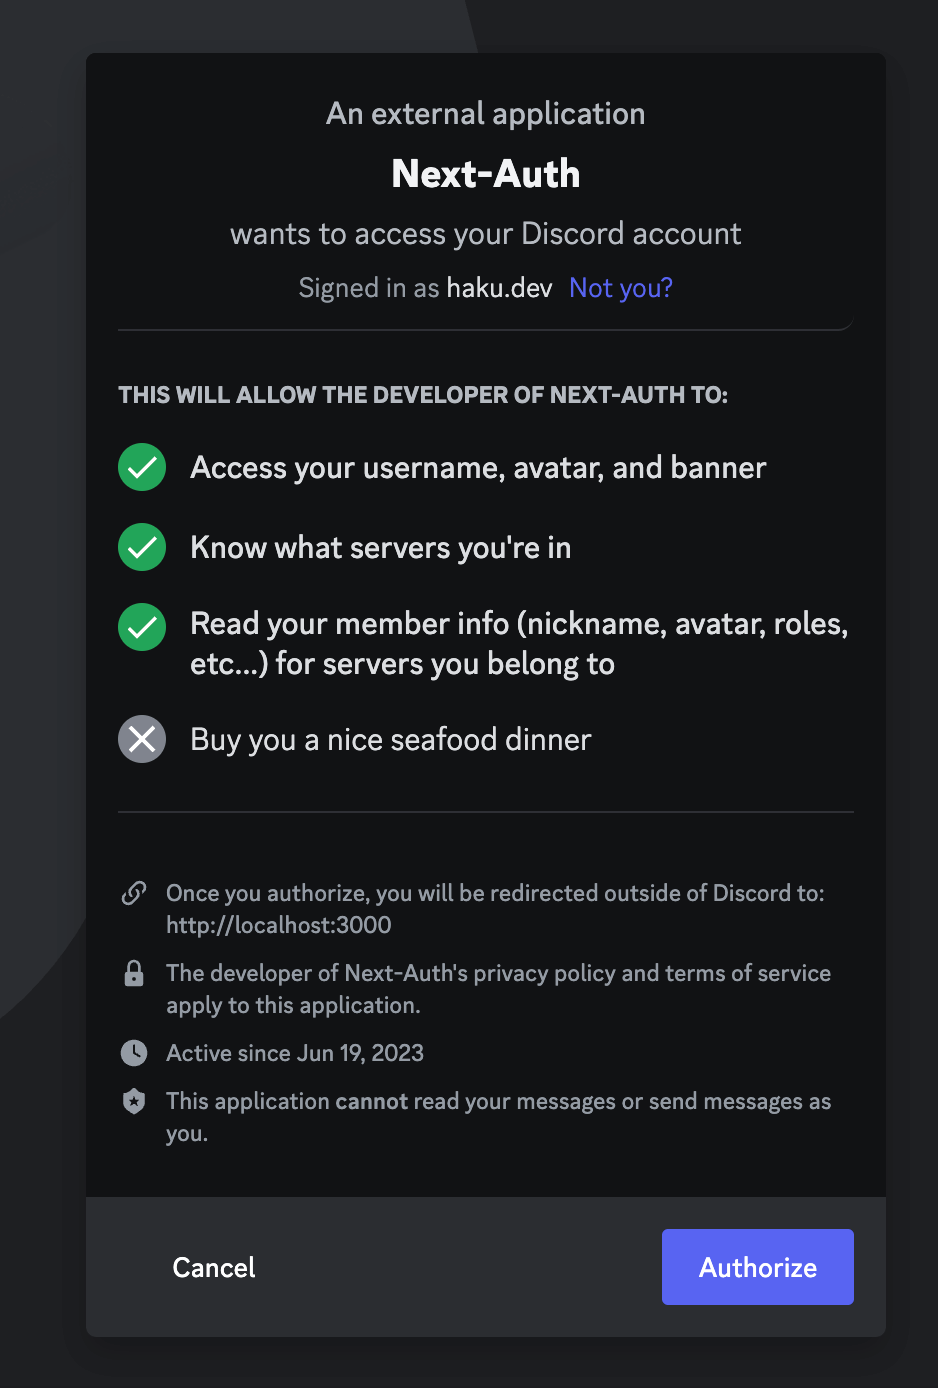 An external application
Next-Auth
wants to access your Discord account
Signed in as haku.dev Not you?
THIS WILL ALLOW THE DEVELOPER OF NEXT-AUTH TO:
Access your username, avatar, and banner
Know what servers you're in
Read your member info (nickname, avatar, roles,
etc...) for servers you belong to
Buy you a nice seafood dinner
Once you authorize, you will be redirected outside of Discord to:
http://localhost:3000
The developer of Next-Auth's privacy policy and terms of service
apply to this application.
Active since Jun 19, 2023
This application cannot read your messages or send messages as
you.
Cancel
Authorize